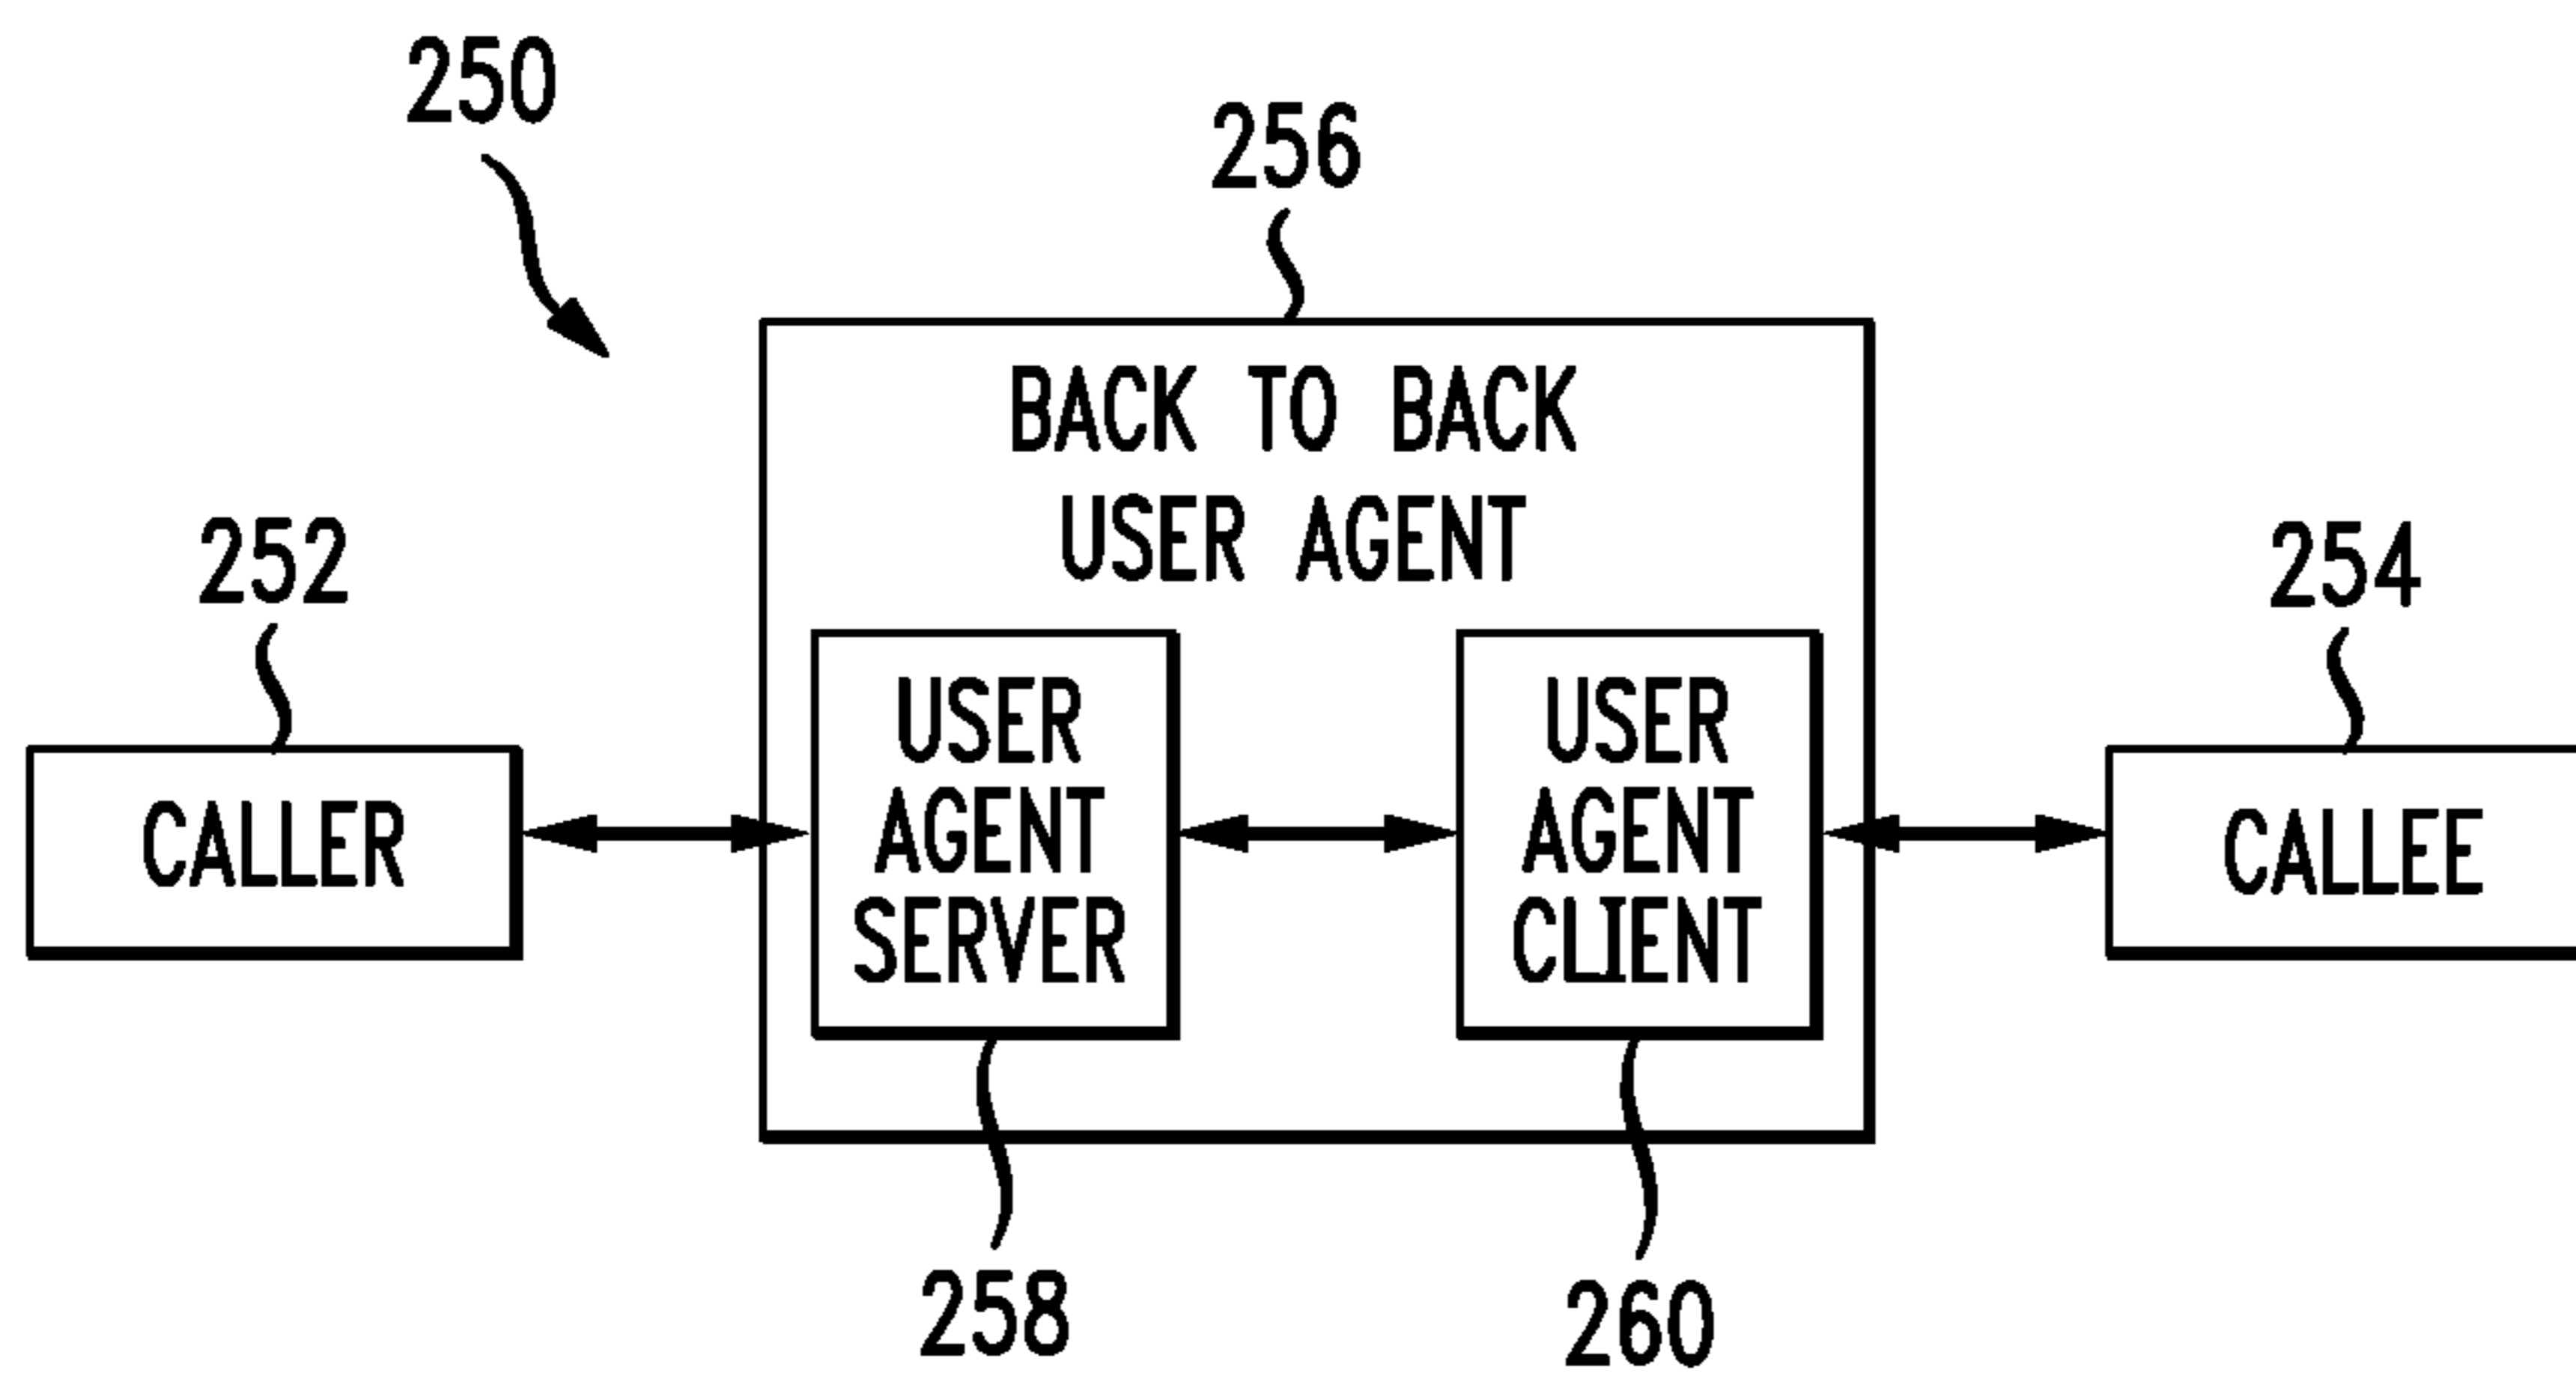 250
256
BACK TO BACK
USER AGENT
252
254
USER
AGENT
SERVER
USER
AGENT
CLIENT
CALLER
CALLEE
258
260